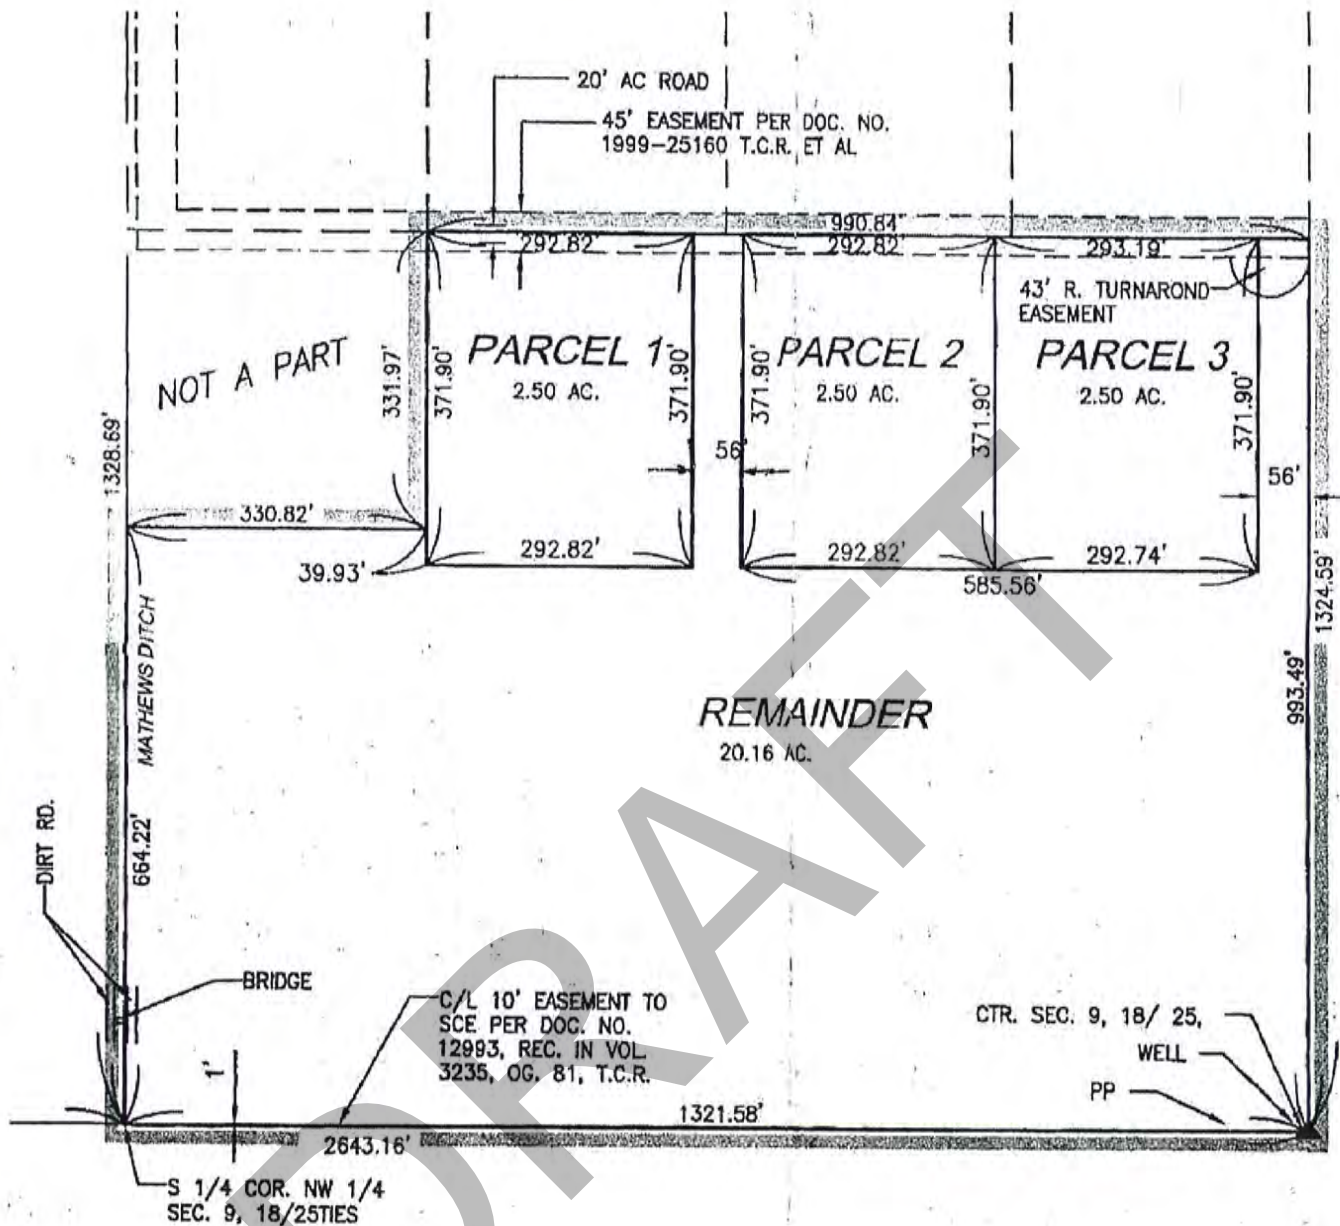 20' AC ROAD
45' EASEMENT PER DOC. NO.
1999-25160 T.C.R. ET AL
990.84'
292.82'
292.82'
293.19'
43' R. TURNAROND
EASEMENT
NOT A PART
331.97'
371.90'
PARCEL 1
2.50 AC.
371.90'
371.90'
PARCEL 2
2.50 AC.
371.90'
PARCEL 3
2.50 AC.
371.90'
56'
56'
1328.69'
330.82'
39.93'
292.82'
292.82'
292.74'
585.56'
1324.59'
993.49'
MATHEWS DITCH
664.22'
REMAINDER
20.16 AC.
DIRT RD.
BRIDGE
1'
C/L 10' EASEMENT TO
SCE PER DOC. NO.
12993, REC. IN VOL
3235, OG. 81, T.C.R.
CTR. SEC. 9, 18/ 25,
WELL
PP
1321.58'
2643.16'
S 1/4 COR. NW 1/4
SEC. 9, 18/25TIES
DRAFT